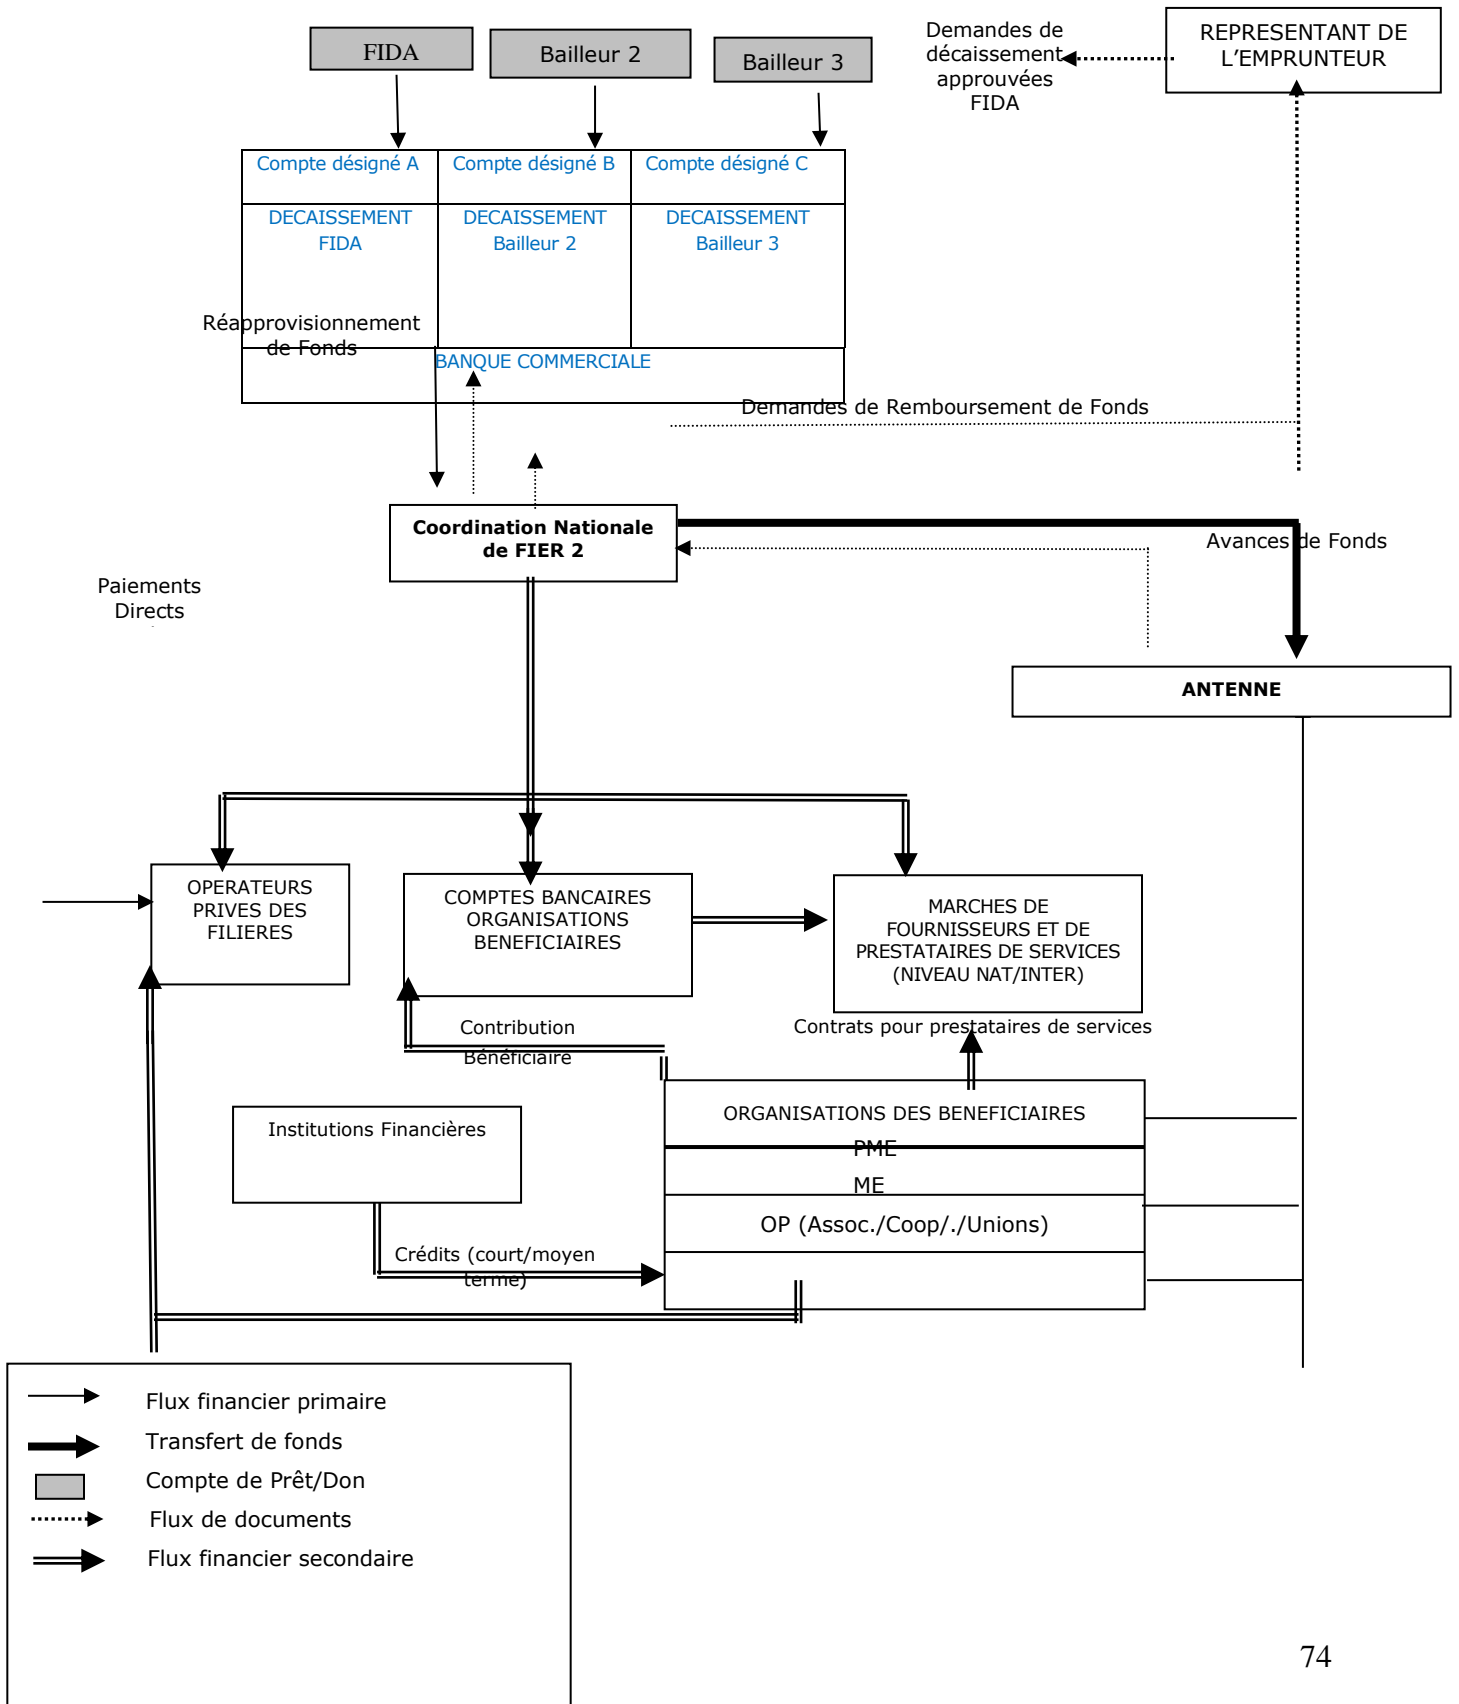 FIDA
Bailleur 2
Bailleur 3
Demandes de
décaissement
approuvées
FIDA
REPRESENTANT DE
L’EMPRUNTEUR
Compte désigné A
Compte désigné B
Compte désigné C
DECAISSEMENT
FIDA
DECAISSEMENT
Bailleur 2
DECAISSEMENT
Bailleur 3
Réapprovisionnement
de Fonds
BANQUE COMMERCIALE
Demandes de Remboursement de Fonds
Coordination Nationale
de FIER 2
Avances de Fonds
Paiements
Directs
ANTENNE
OPERATEURS
PRIVES DES
FILIERES
COMPTES BANCAIRES
ORGANISATIONS
BENEFICIAIRES
MARCHES DE
FOURNISSEURS ET DE
PRESTATAIRES DE SERVICES
(NIVEAU NAT/INTER)
Contribution
Bénéficiaire
Contrats pour prestataires de services
Institutions Financières
ORGANISATIONS DES BENEFICIAIRES
PME
ME
OP (Assoc./Coop/./Unions)
Crédits (court/moyen
terme)
Flux financier primaire
Transfert de fonds
Compte de Prêt/Don
Flux de documents
Flux financier secondaire
74